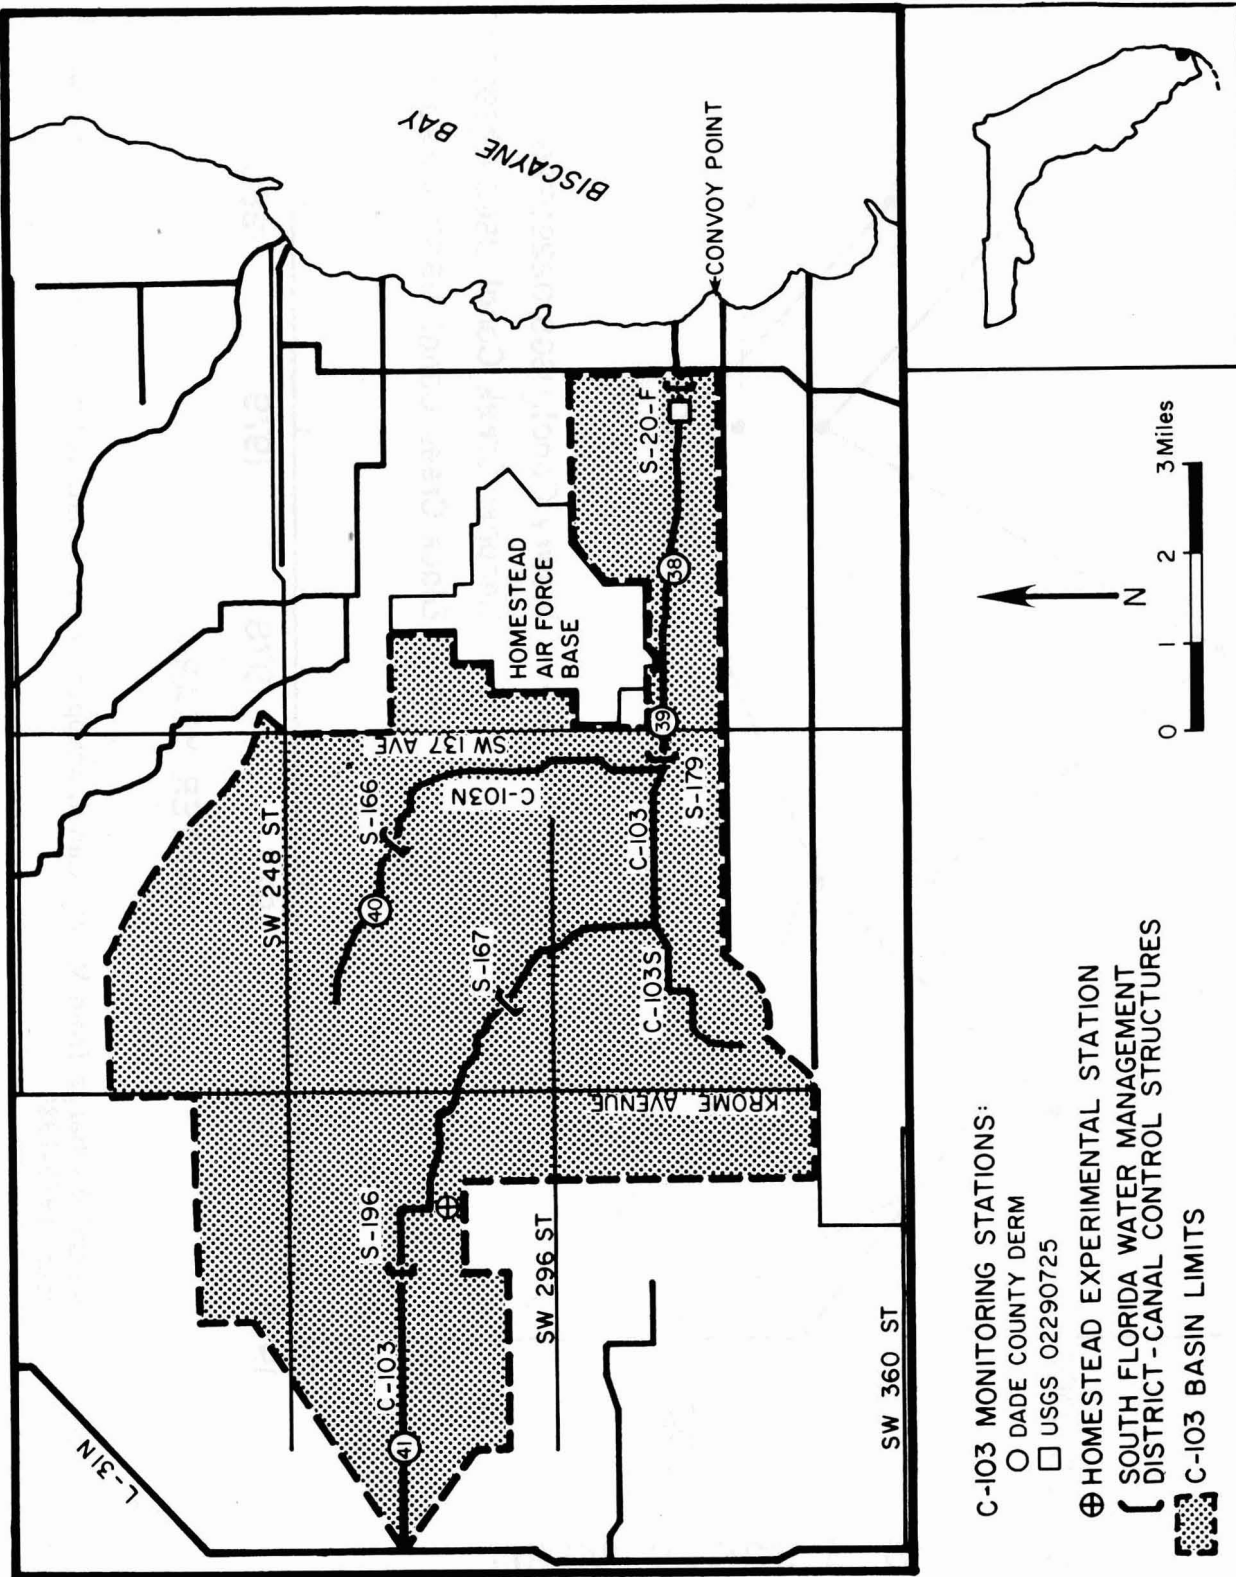 L-31N
BISCAYNE BAY
SW 248 ST
S-166
40
C-103N
SW 137 AVE
HOMESTEAD
AIR FORCE
BASE
S-196
C-103
41
S-167
SW 296 ST
KROME AVENUE
C-103S
C-103
S-179
39
38
S-20-F
CONVOY POINT
SW 360 ST
C-103 MONITORING STATIONS:
DADE COUNTY DERM
USGS 02290725
HOMESTEAD EXPERIMENTAL STATION
SOUTH FLORIDA WATER MANAGEMENT
DISTRICT-CANAL CONTROL STRUCTURES
C-103 BASIN LIMITS
N
0 1 2 3 Miles